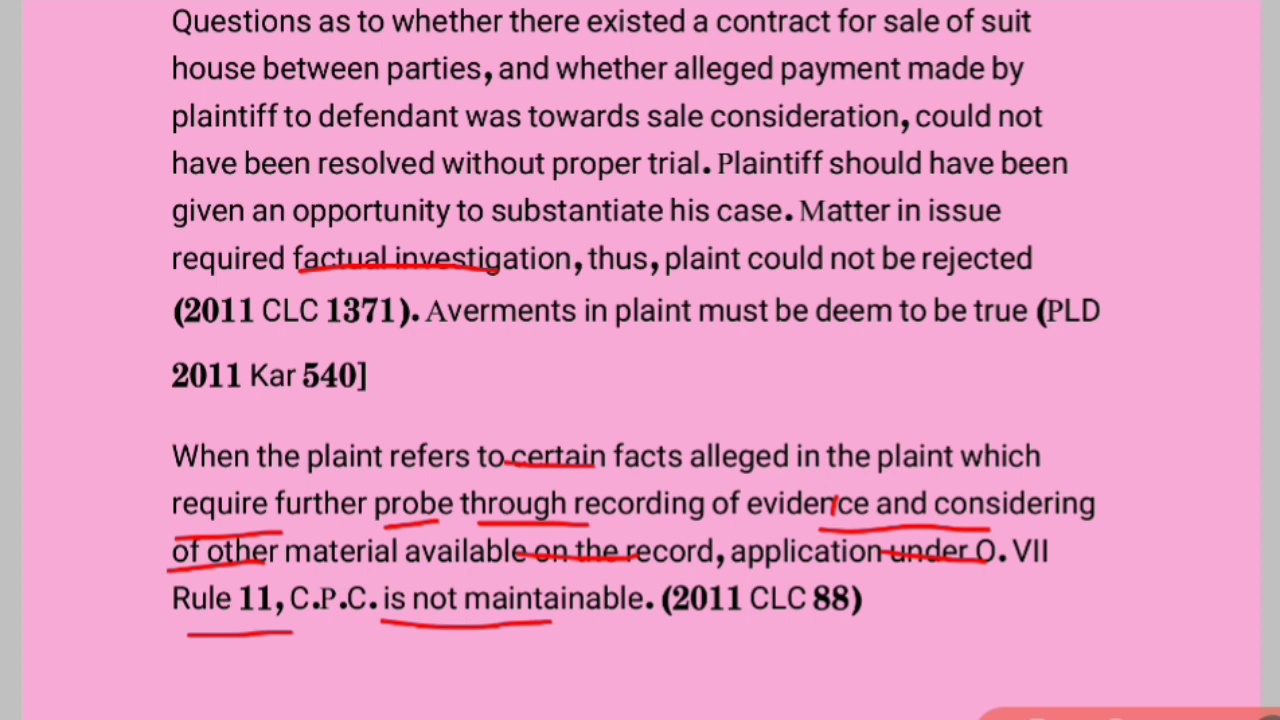 Questions as to whether there existed a contract for sale of suit
house between parties, and whether alleged payment made by
plaintiff to defendant was towards sale consideration, could not
have been resolved without proper trial. Plaintiff should have been
given an opportunity to substantiate his case. Matter in issue
required factual investigation, thus, plaint could not be rejected
(2011 CLC 1371). Averments in plaint must be deem to be true (PLD
2011 Kar 540]
When the plaint refers to certain facts alleged in the plaint which
require further probe through recording of evidence and considering
of other material available on the record, application under O. VII
Rule 11, C.P.C. is not maintainable. (2011 CLC 88)